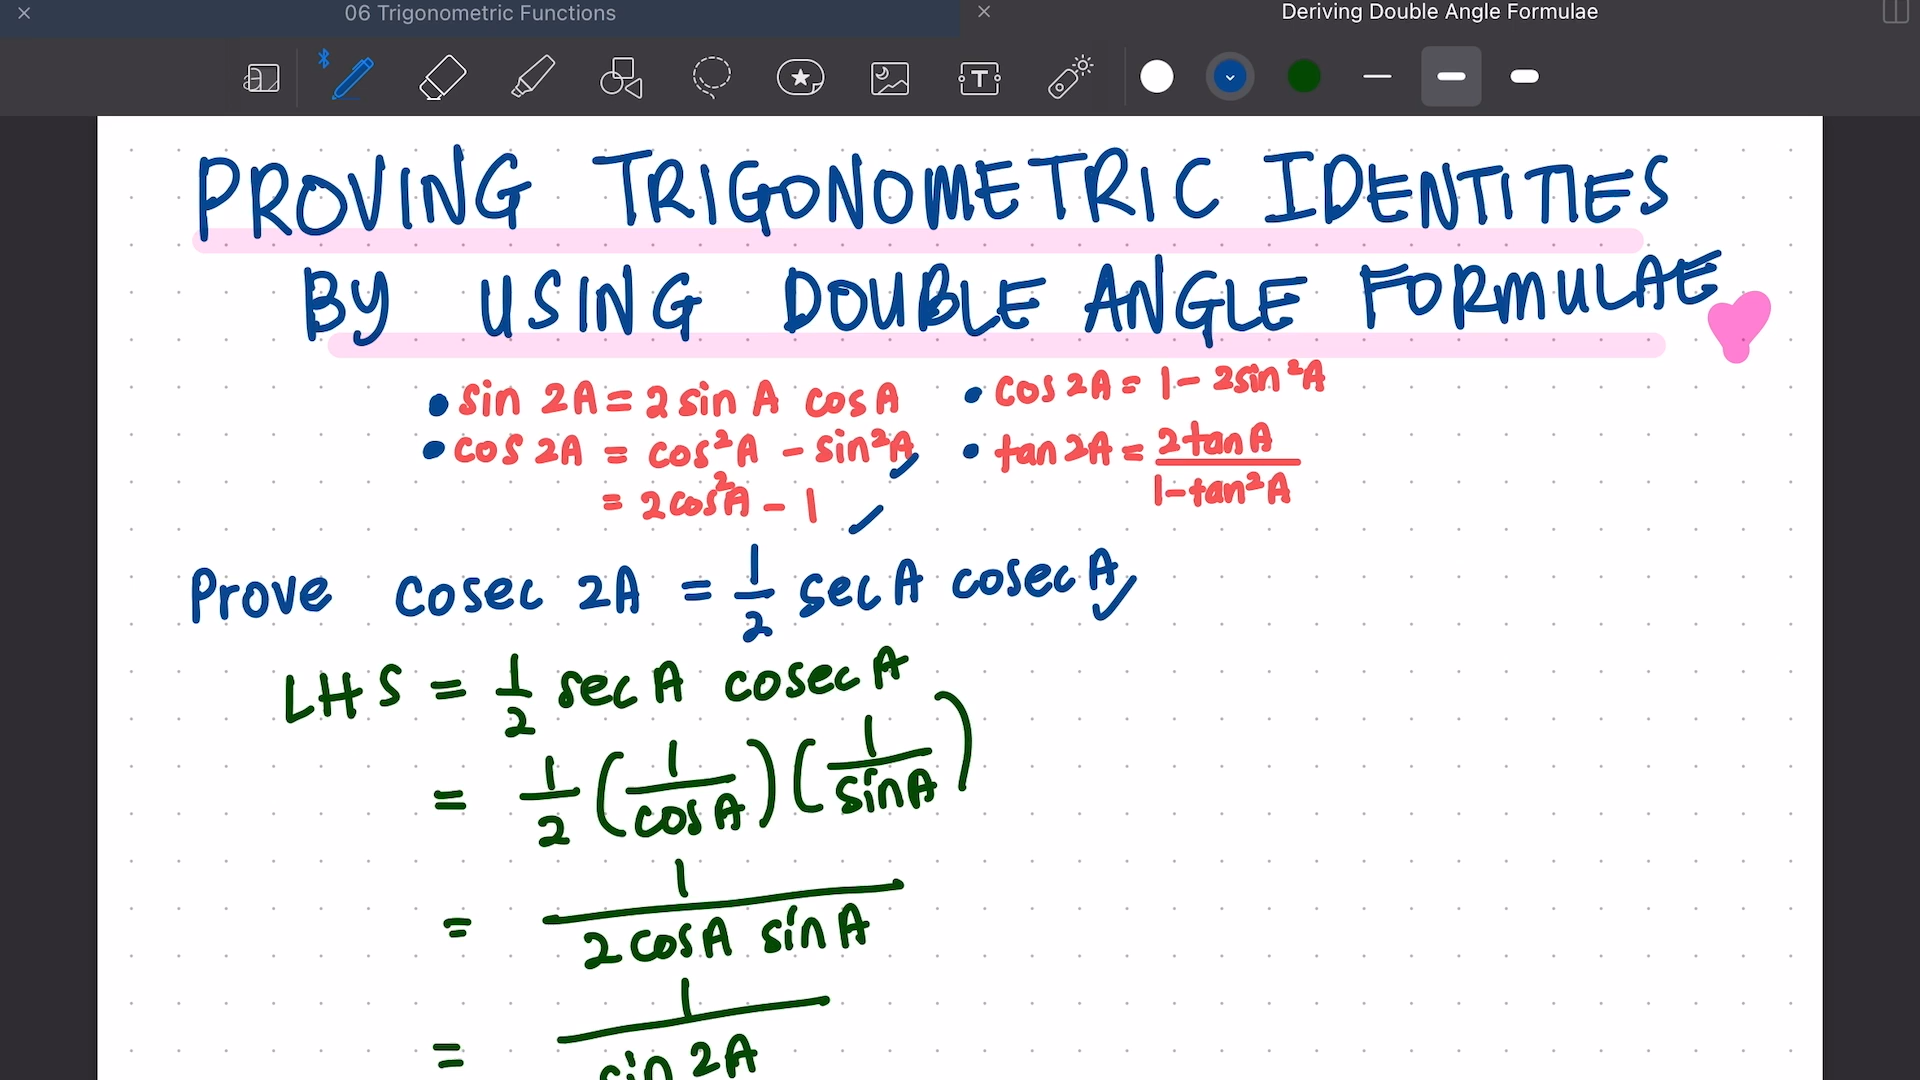 06 Trigonometric Functions
Deriving Double Angle Formulae
PROVING TRIGONOMETRIC IDENTITIES
BY USING DOUBLE ANGLE FORMULAE
• sin 2A = 2 sin A cos A
• cos 2A = cos²A - sin²A
= 2cos²A - 1
• cos 2A = 1 - 2sin²A
• tan 2A = 2tan A / 1-tan²A
Prove cosec 2A = 1/2 sec A cosec A
LHS = 1/2 sec A cosec A
= 1/2 (1/cos A) (1/sin A)
= 1 / 2 cos A sin A
= 1 / sin 2A